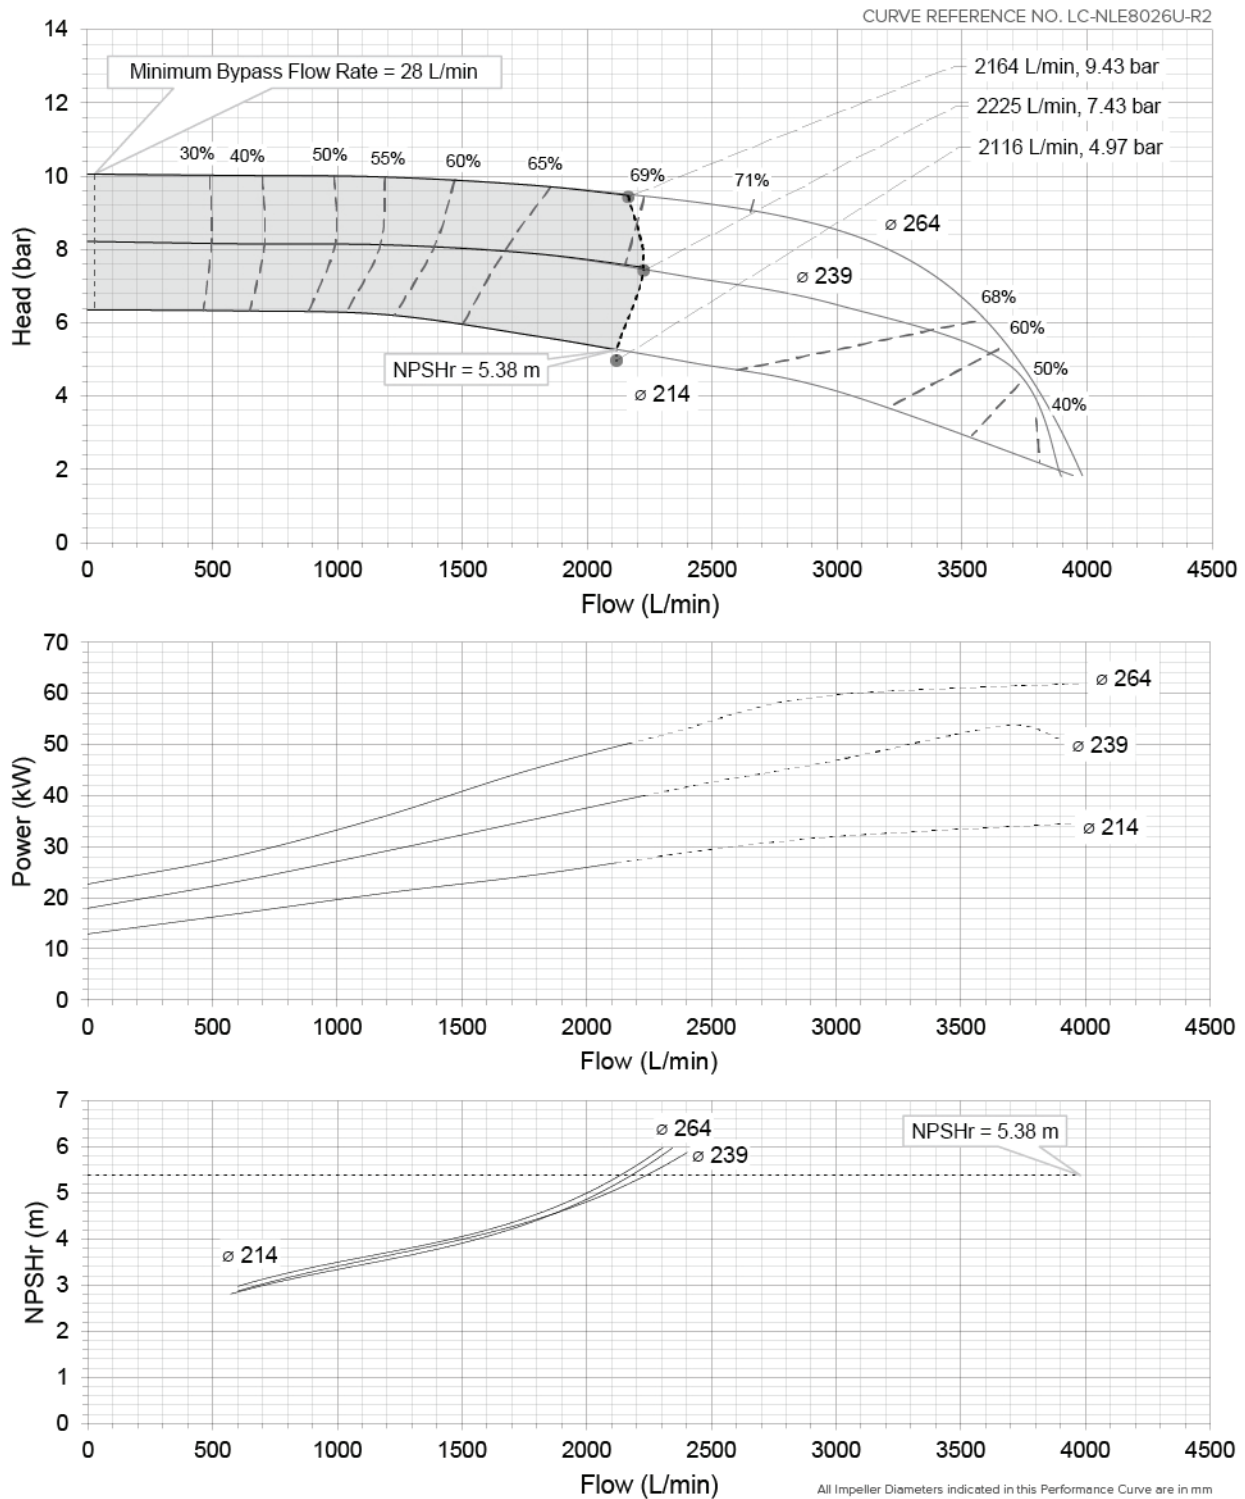 CURVE REFERENCE NO. LC-NLE8026U-R2
14
Minimum Bypass Flow Rate = 28 L/min
2164 L/min, 9.43 bar
12
2225 L/min, 7.43 bar
2116 L/min, 4.97 bar
30% 40% 50% 55% 60% 65% 69% 71%
10
⌀ 264
8
⌀ 239
68%
6
60%
NPSHr = 5.38 m
50%
⌀ 214
4
40%
2
0
Head (bar)
0 500 1000 1500 2000 2500 3000 3500 4000 4500
Flow (L/min)
70
60
⌀ 264
50
⌀ 239
40
⌀ 214
30
20
10
0
Power (kW)
0 500 1000 1500 2000 2500 3000 3500 4000 4500
Flow (L/min)
7
⌀ 264
NPSHr = 5.38 m
6
⌀ 239
5
4
⌀ 214
3
2
1
0
NPSHr (m)
0 500 1000 1500 2000 2500 3000 3500 4000 4500
Flow (L/min)
All Impeller Diameters indicated in this Performance Curve are in mm